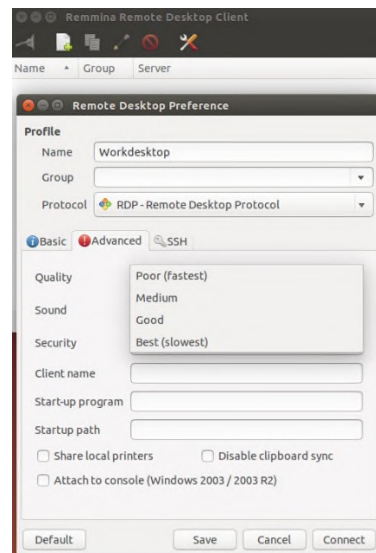 Remmina Remote Desktop Client
Name Group Server
Remote Desktop Preference
Profile
Name Workdesktop
Group
Protocol RDP - Remote Desktop Protocol
Basic Advanced SSH
Quality
Poor (fastest)
Medium
Sound
Good
Security
Best (slowest)
Client name
Start-up program
Startup path
Share local printers Disable clipboard sync
Attach to console (Windows 2003 / 2003 R2)
Default Save Cancel Connect